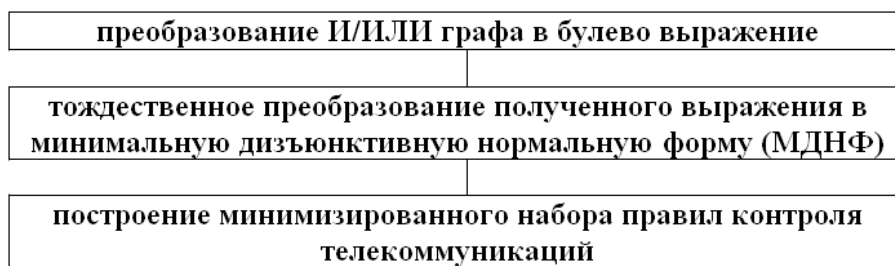 преобразование И/ИЛИ графа в булево выражение
тождественное преобразование полученного выражения в
минимальную дизъюнктивную нормальную форму (МДНФ)
построение минимизированного набора правил контроля
телекоммуникаций